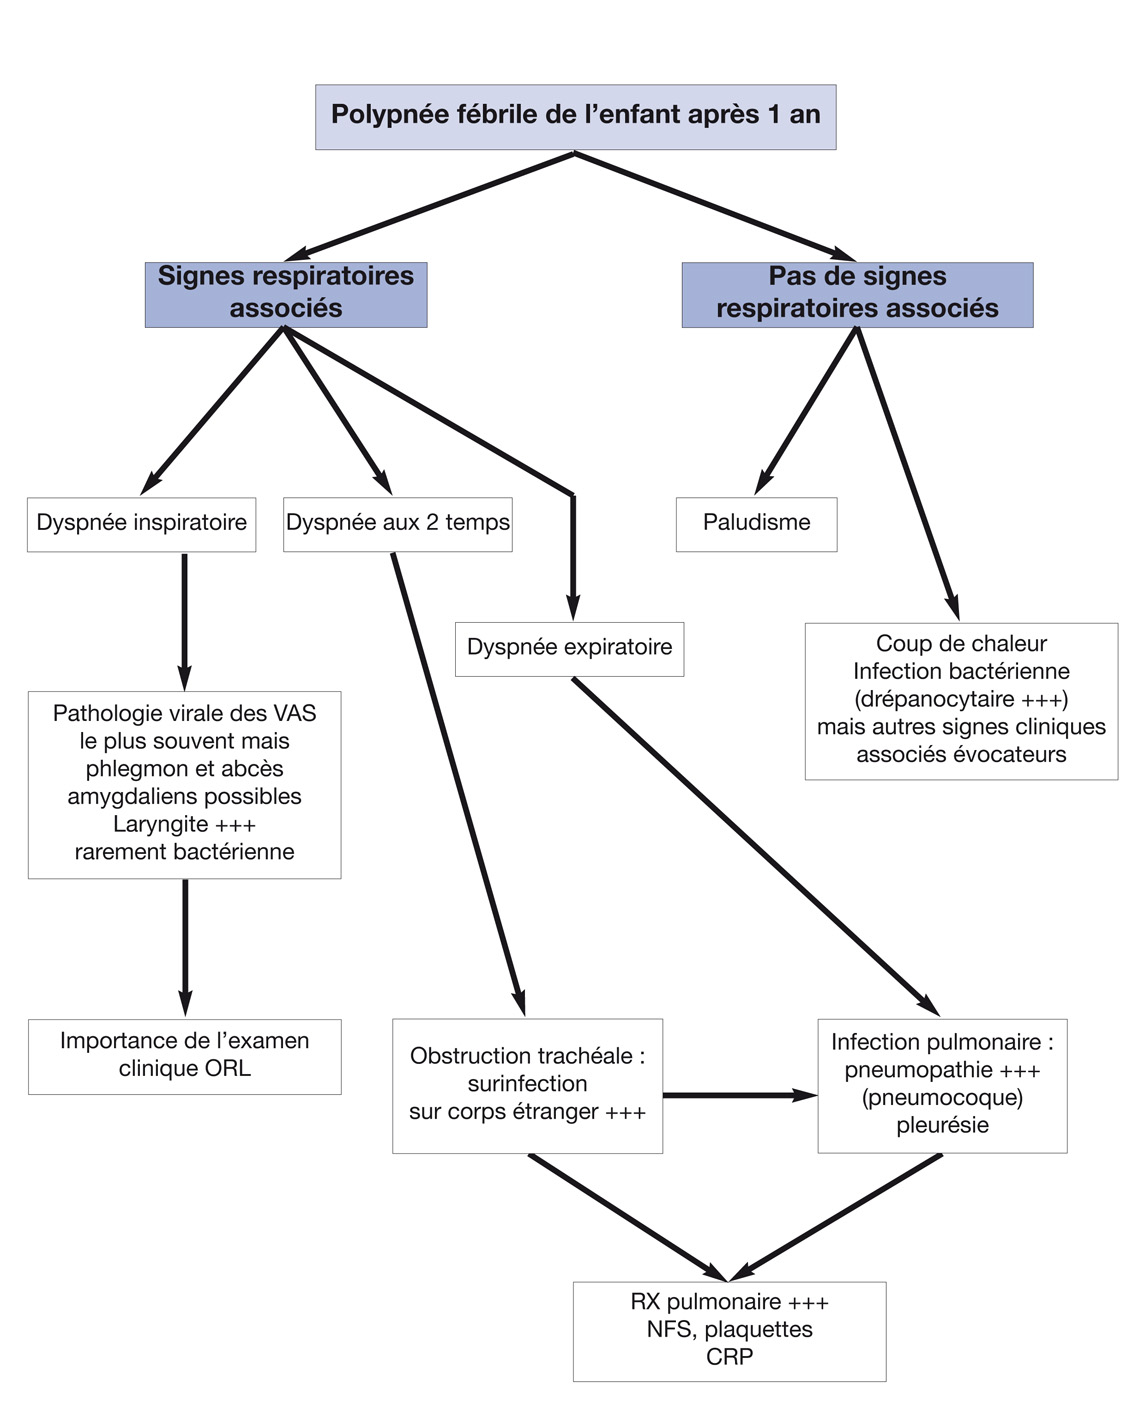 Polypnée fébrile de l’enfant après 1 an
Signes respiratoires
associés
Pas de signes
respiratoires associés
Dyspnée inspiratoire
Dyspnée aux 2 temps
Paludisme
Dyspnée expiratoire
Coup de chaleur
Infection bactérienne
(drépanocytaire +++)
mais autres signes cliniques
associés évocateurs
Pathologie virale des VAS
le plus souvent mais
phlegmon et abcès
amygdaliens possibles
Laryngite +++
rarement bactérienne
Importance de l’examen
clinique ORL
Obstruction trachéale :
surinfection
sur corps étranger +++
Infection pulmonaire :
pneumopathie +++
(pneumocoque)
pleurésie
RX pulmonaire +++
NFS, plaquettes
CRP